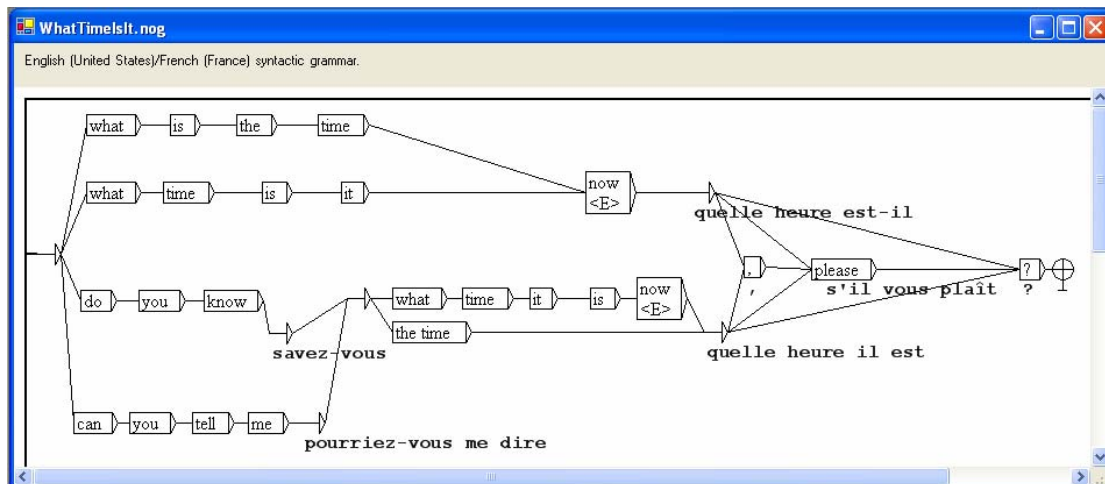 WhatTimeIsIt.nog
English (United States)/French (France) syntactic grammar.
what is the time
what time is it
now
<E>
quelle heure est-il
,
,
please
s'il vous plaît
?
?
do you know
savez-vous
what time it is
now
<E>
the time
quelle heure il est
can you tell me
pourriez-vous me dire